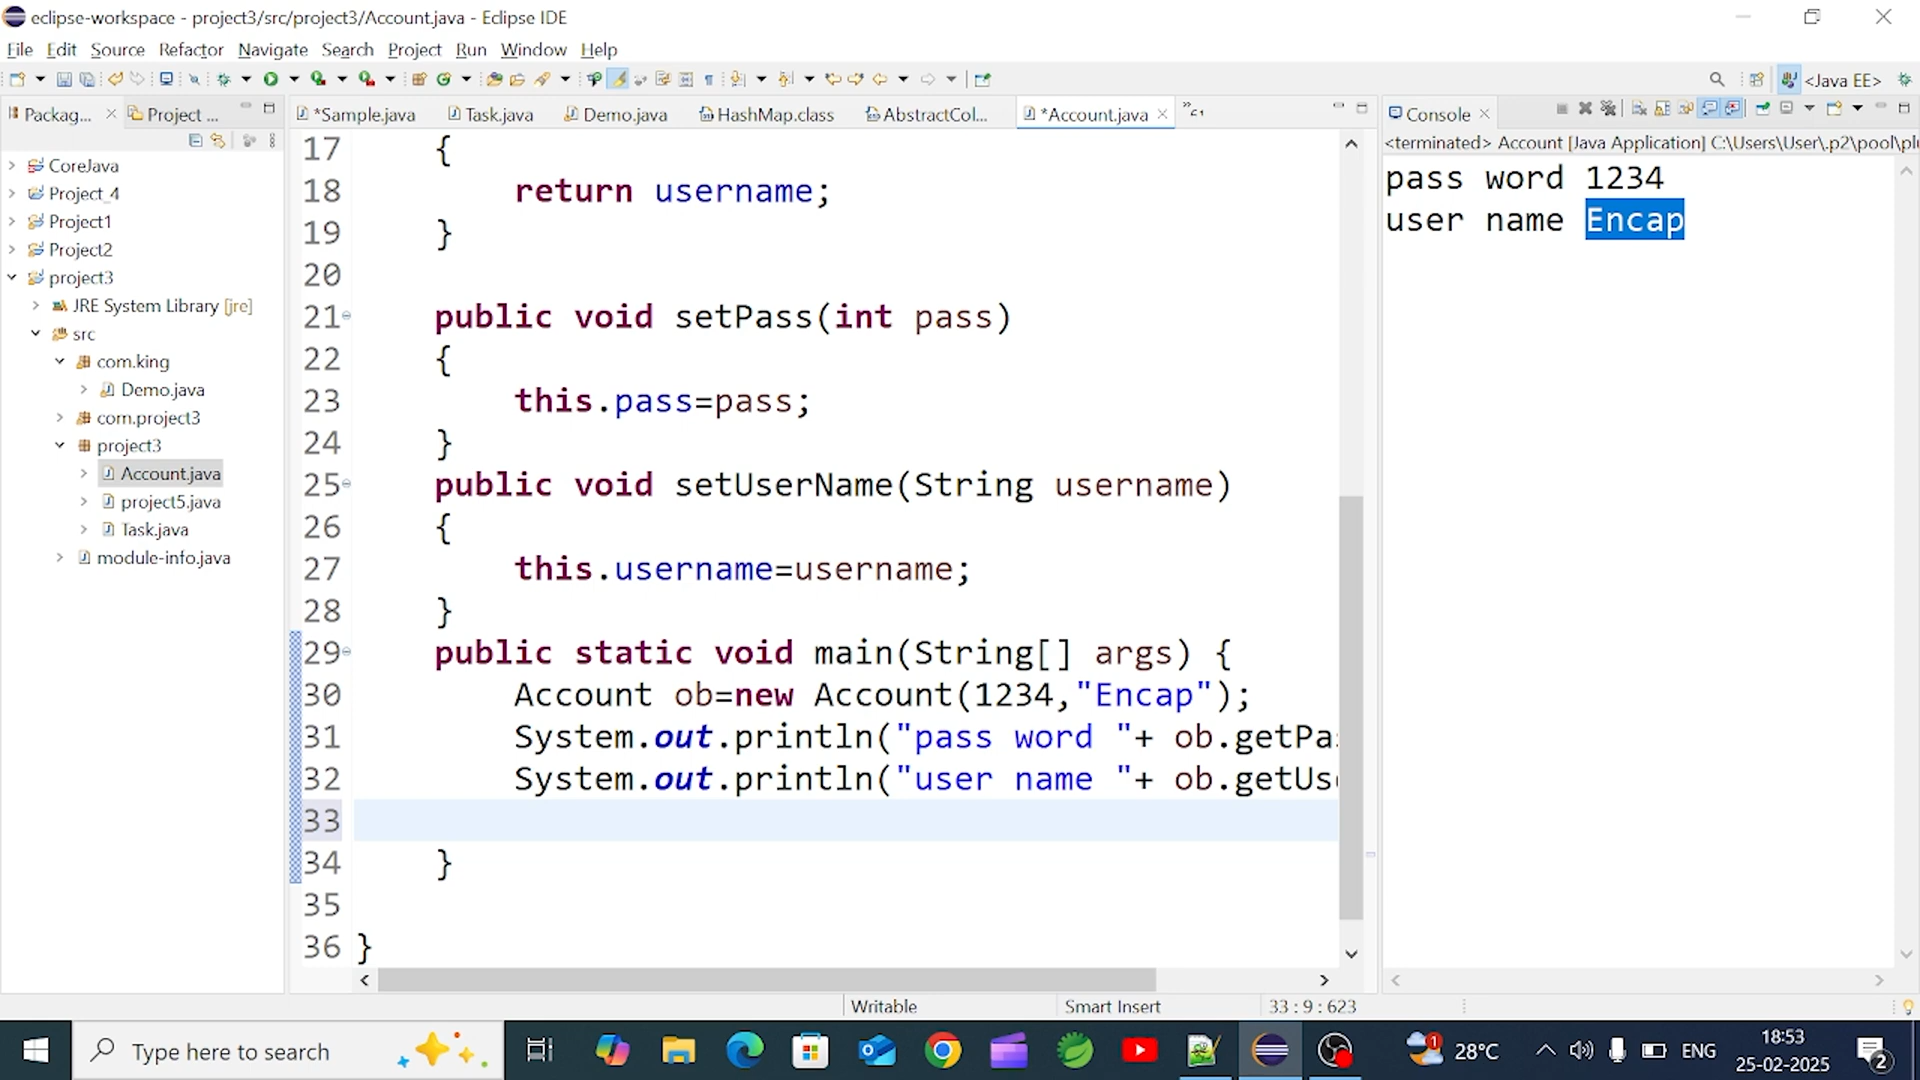 eclipse-workspace - project3/src/project3/Account.java - Eclipse IDE
File Edit Source Refactor Navigate Search Project Run Window Help
<Java EE>
Packag... Project ... *Sample.java Task.java Demo.java HashMap.class AbstractCol... *Account.java Console
<terminated> Account [Java Application] C:\Users\User\.p2\pool\plu
CoreJava
Project_4
Project1
Project2
project3
JRE System Library [jre]
src
com.king
Demo.java
com.project3
project3
Account.java
project5.java
Task.java
module-info.java
17 {
18 return username;
19 }
20
21 public void setPass(int pass)
22 {
23 this.pass=pass;
24 }
25 public void setUserName(String username)
26 {
27 this.username=username;
28 }
29 public static void main(String[] args) {
30 Account ob=new Account(1234,"Encap");
31 System.out.println("pass word "+ ob.getPa
32 System.out.println("user name "+ ob.getUs
33
34 }
35
36 }
pass word 1234
user name Encap
Writable Smart Insert 33 : 9 : 623
Type here to search
1 28°C ENG 18:53
25-02-2025 2